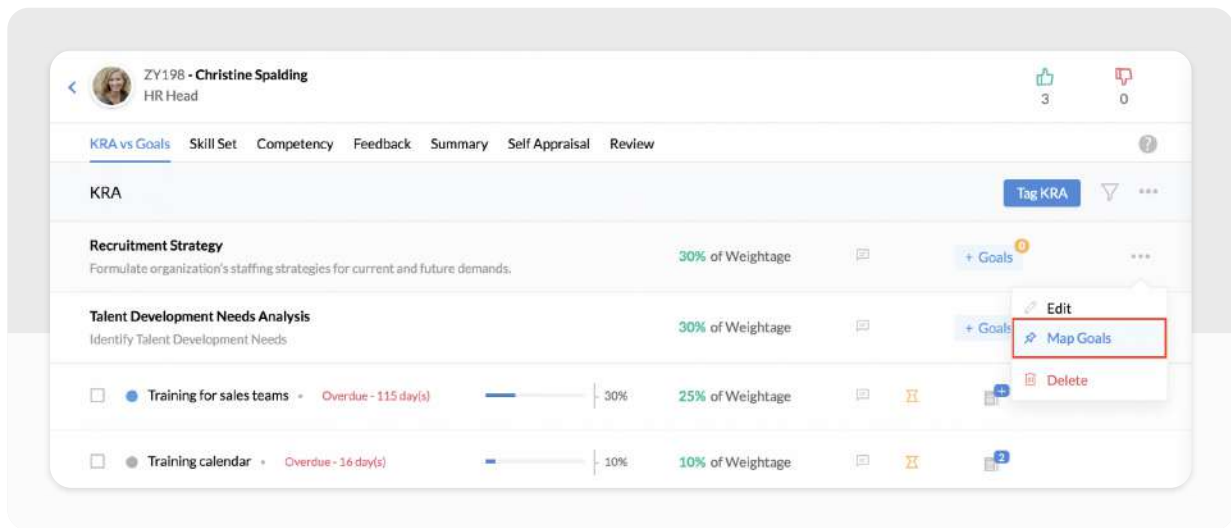 ZY198 - Christine Spalding
HR Head
3
0
KRA vs Goals Skill Set Competency Feedback Summary Self Appraisal Review
?
KRA
Tag KRA
Recruitment Strategy
Formulate organization's staffing strategies for current and future demands.
30% of Weightage
+ Goals
0
Edit
Talent Development Needs Analysis
Identify Talent Development Needs
30% of Weightage
+ Goals
Map Goals
Delete
Training for sales teams
Overdue - 115 day(s)
30%
25% of Weightage
+
Training calendar
Overdue - 16 day(s)
10%
10% of Weightage
2